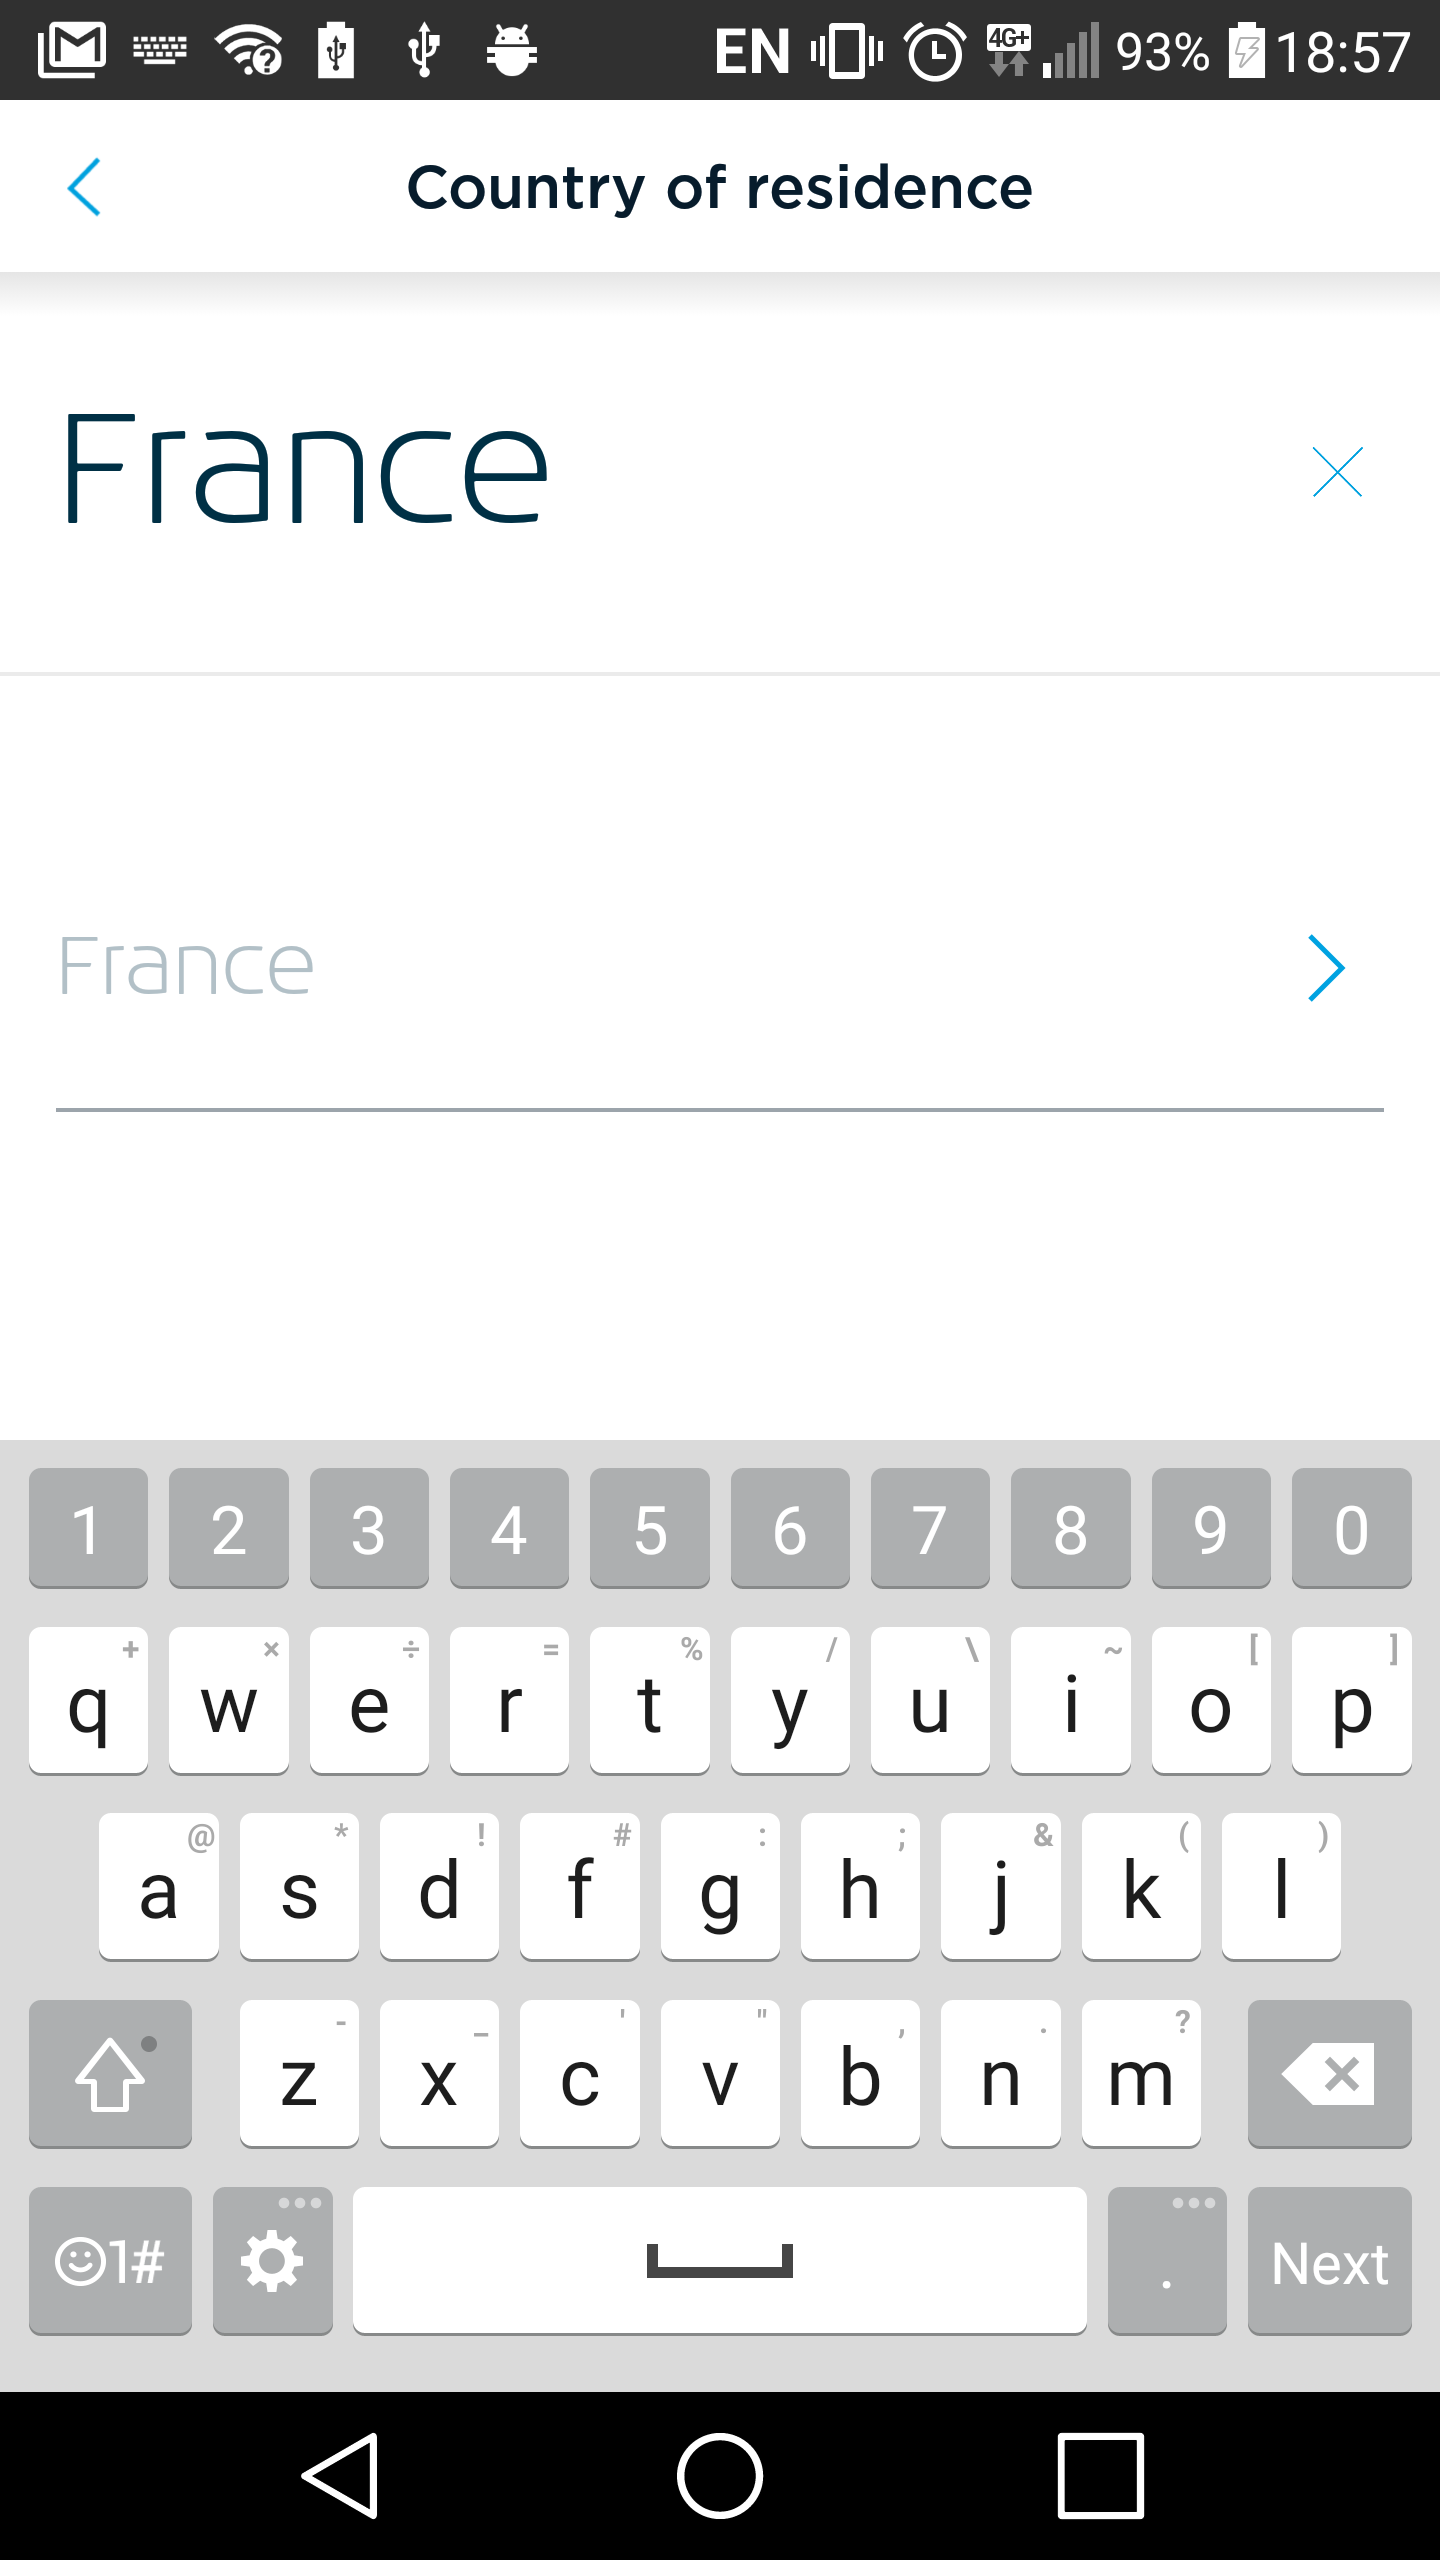 EN 4G+ 93% 18:57
Country of residence
France
France
1 2 3 4 5 6 7 8 9 0
+ × ÷ = % / \ ~ [ ]
q w e r t y u i o p
@ * ! # : ; & ( )
a s d f g h j k l
- _ ' " , . ?
z x c v b n m
1# . Next